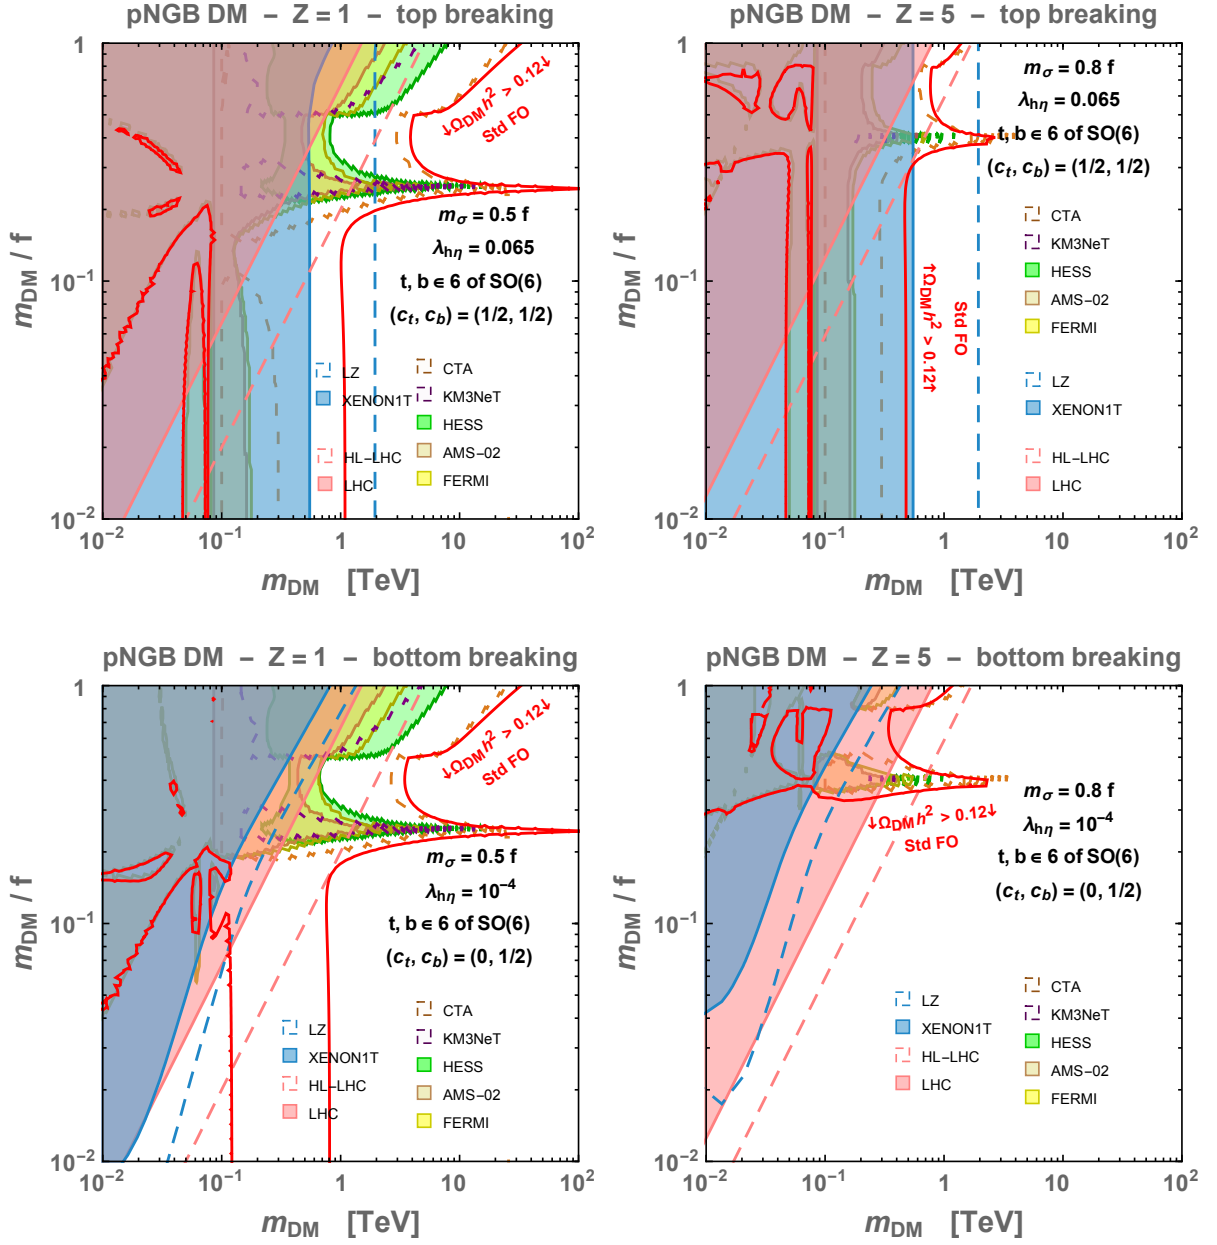 pNGB DM – Z = 1 – top breaking
m_DM / f
1
10⁻¹
10⁻²
m_σ = 0.5 f
λ_hη = 0.065
t, b ∈ 6 of SO(6)
(c_t, c_b) = (1/2, 1/2)
↓Ω_DM h² > 0.12↓
Std FO
LZ
XENON1T
HL–LHC
LHC
CTA
KM3NeT
HESS
AMS–02
FERMI
10⁻² 10⁻¹ 1 10 10²
m_DM [TeV]
pNGB DM – Z = 5 – top breaking
m_DM / f
1
10⁻¹
10⁻²
m_σ = 0.8 f
λ_hη = 0.065
t, b ∈ 6 of SO(6)
(c_t, c_b) = (1/2, 1/2)
↑Ω_DM h² > 0.12↑
Std FO
CTA
KM3NeT
HESS
AMS–02
FERMI
LZ
XENON1T
HL–LHC
LHC
10⁻² 10⁻¹ 1 10 10²
m_DM [TeV]
pNGB DM – Z = 1 – bottom breaking
m_DM / f
1
10⁻¹
10⁻²
↓Ω_DM h² > 0.12↓
Std FO
m_σ = 0.5 f
λ_hη = 10⁻⁴
t, b ∈ 6 of SO(6)
(c_t, c_b) = (0, 1/2)
LZ
XENON1T
HL–LHC
LHC
CTA
KM3NeT
HESS
AMS–02
FERMI
10⁻² 10⁻¹ 1 10 10²
m_DM [TeV]
pNGB DM – Z = 5 – bottom breaking
m_DM / f
1
10⁻¹
10⁻²
m_σ = 0.8 f
↓Ω_DM h² > 0.12↓
Std FO
λ_hη = 10⁻⁴
t, b ∈ 6 of SO(6)
(c_t, c_b) = (0, 1/2)
LZ
XENON1T
HL–LHC
LHC
CTA
KM3NeT
HESS
AMS–02
FERMI
10⁻² 10⁻¹ 1 10 10²
m_DM [TeV]